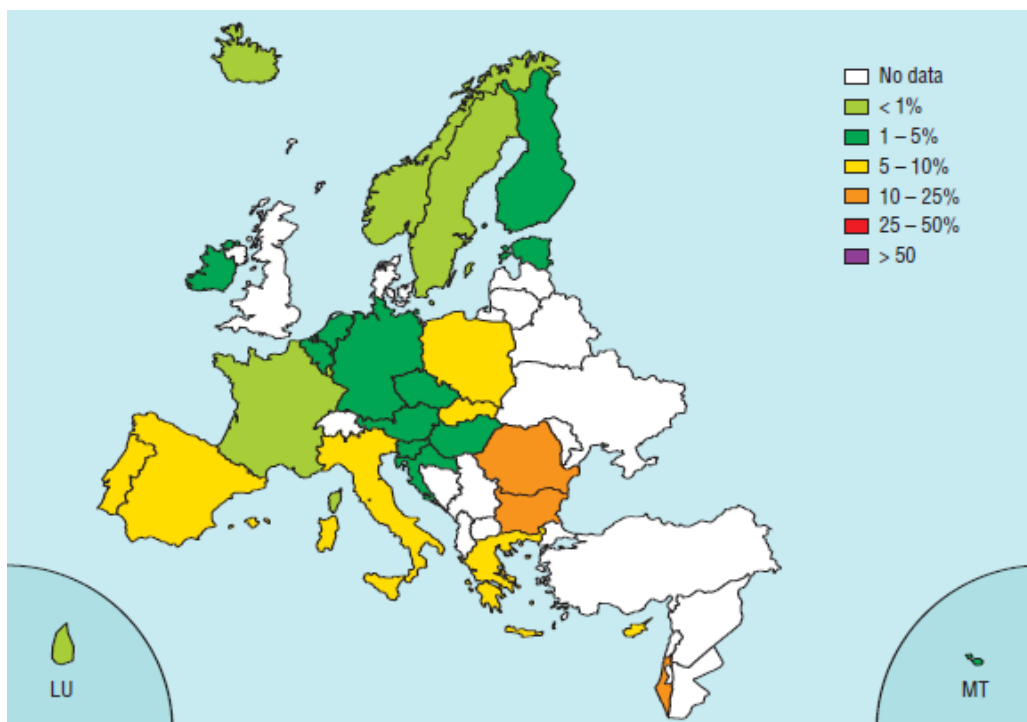 No data
< 1%
1 – 5%
5 – 10%
10 – 25%
25 – 50%
> 50
LU
MT